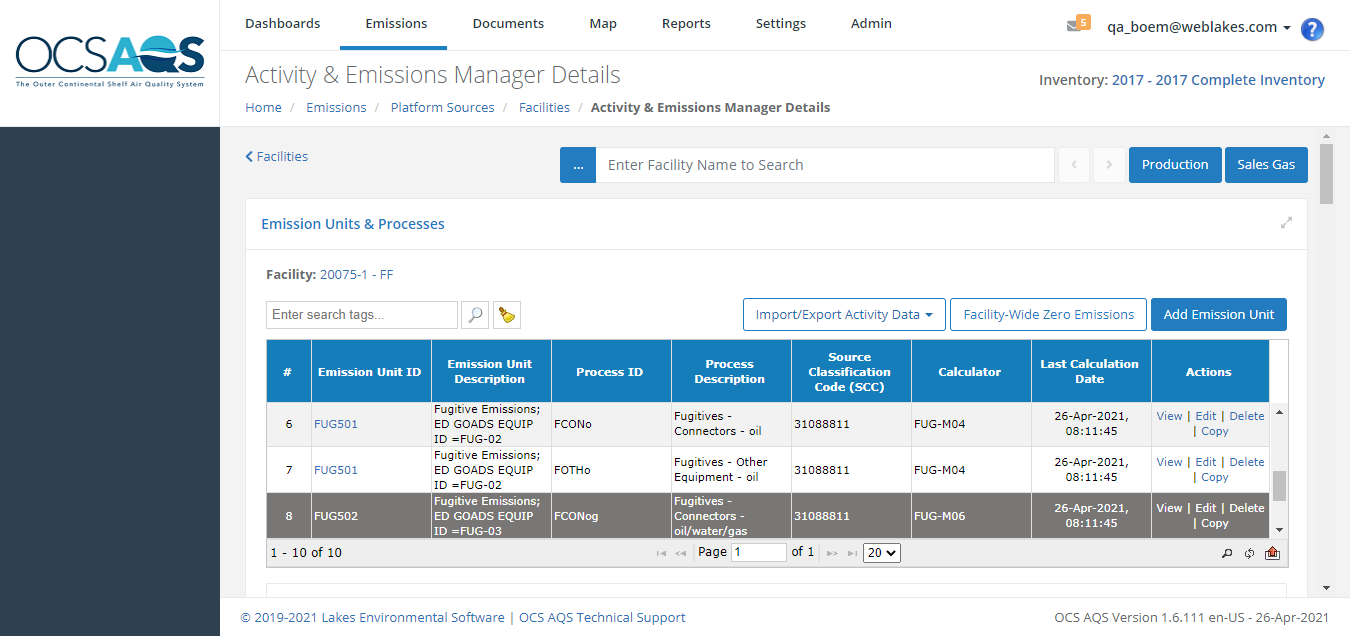 OCSAQS
The Outer Continental Shelf Air Quality System
Dashboards Emissions Documents Map Reports Settings Admin
5 qa_boem@weblakes.com ?
Activity & Emissions Manager Details
Inventory: 2017 - 2017 Complete Inventory
Home / Emissions / Platform Sources / Facilities / Activity & Emissions Manager Details
Facilities
... Enter Facility Name to Search Production Sales Gas
Emission Units & Processes
Facility: 20075-1 - FF
Enter search tags... Import/Export Activity Data Facility-Wide Zero Emissions Add Emission Unit
# Emission Unit ID Emission Unit Description Process ID Process Description Source Classification Code (SCC) Calculator Last Calculation Date Actions
6 FUG501 Fugitive Emissions; ED GOADS EQUIP ID =FUG-02 FCONo Fugitives - Connectors - oil 31088811 FUG-M04 26-Apr-2021, 08:11:45 View | Edit | Delete | Copy
7 FUG501 Fugitive Emissions; ED GOADS EQUIP ID =FUG-02 FOTHo Fugitives - Other Equipment - oil 31088811 FUG-M04 26-Apr-2021, 08:11:45 View | Edit | Delete | Copy
8 FUG502 Fugitive Emissions; ED GOADS EQUIP ID =FUG-03 FCONog Fugitives - Connectors - oil/water/gas 31088811 FUG-M06 26-Apr-2021, 08:11:45 View | Edit | Delete | Copy
1 - 10 of 10 Page 1 of 1 20
© 2019-2021 Lakes Environmental Software | OCS AQS Technical Support
OCS AQS Version 1.6.111 en-US - 26-Apr-2021